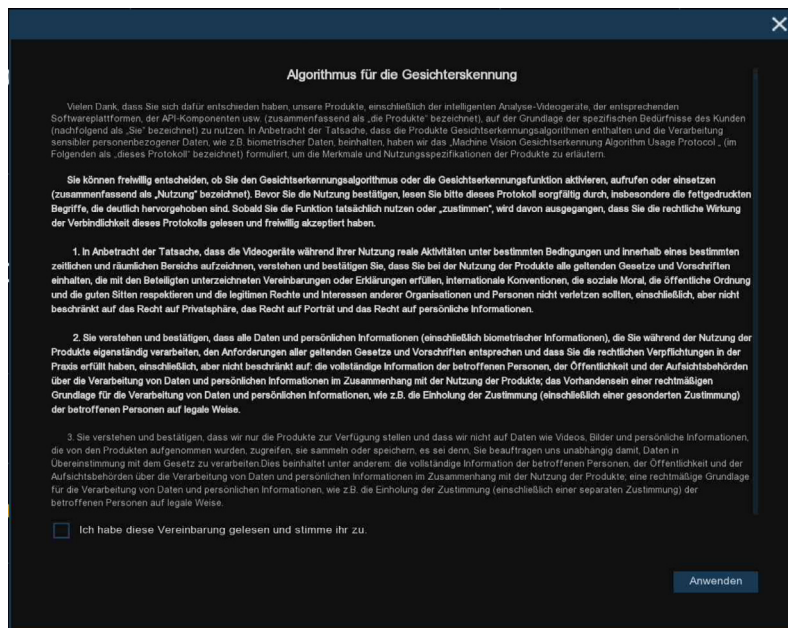 Algorithmus für die Gesichterskennung
Vielen Dank, dass Sie sich dafür entschieden haben, unsere Produkte, einschließlich der intelligenten Analyse-Videogeräte, der entsprechenden
Softwareplattformen, der API-Komponenten usw. (zusammenfassend als „die Produkte" bezeichnet), auf der Grundlage der spezifischen Bedürfnisse des Kunden
(nachfolgend als „Sie" bezeichnet) zu nutzen. In Anbetracht der Tatsache, dass die Produkte Gesichtserkennungsalgorithmen enthalten und die Verarbeitung
sensibler personenbezogener Daten, wie z.B. biometrischer Daten, beinhalten, haben wir das „Machine Vision Gesichtserkennung Algorithm Usage Protocol „ (im
Folgenden als „dieses Protokoll" bezeichnet) formuliert, um die Merkmale und Nutzungsspezifikationen der Produkte zu erläutern.
Sie können freiwillig entscheiden, ob Sie den Gesichtserkennungsalgorithmus oder die Gesichtserkennungsfunktion aktivieren, aufrufen oder einsetzen
(zusammenfassend als „Nutzung" bezeichnet). Bevor Sie die Nutzung bestätigen, lesen Sie bitte dieses Protokoll sorgfältig durch, insbesondere die fettgedruckten
Begriffe, die deutlich hervorgehoben sind. Sobald Sie die Funktion tatsächlich nutzen oder „zustimmen", wird davon ausgegangen, dass Sie die rechtliche Wirkung
der Verbindlichkeit dieses Protokolls gelesen und freiwillig akzeptiert haben.
1. In Anbetracht der Tatsache, dass die Videogeräte während ihrer Nutzung reale Aktivitäten unter bestimmten Bedingungen und innerhalb eines bestimmten
zeitlichen und räumlichen Bereichs aufzeichnen, verstehen und bestätigen Sie, dass Sie bei der Nutzung der Produkte alle geltenden Gesetze und Vorschriften
einhalten, die mit den Beteiligten unterzeichneten Vereinbarungen oder Erklärungen erfüllen, internationale Konventionen, die soziale Moral, die öffentliche Ordnung
und die guten Sitten respektieren und die legitimen Rechte und Interessen anderer Organisationen und Personen nicht verletzen sollten, einschließlich, aber nicht
beschränkt auf das Recht auf Privatsphäre, das Recht auf Porträt und das Recht auf persönliche Informationen.
2. Sie verstehen und bestätigen, dass alle Daten und persönlichen Informationen (einschließlich biometrischer Informationen), die Sie während der Nutzung der
Produkte eigenständig verarbeiten, den Anforderungen aller geltenden Gesetze und Vorschriften entsprechen und dass Sie die rechtlichen Verpflichtungen in der
Praxis erfüllt haben, einschließlich, aber nicht beschränkt auf; die vollständige Information der betroffenen Personen, der Öffentlichkeit und der Aufsichtsbehörden
über die Verarbeitung von Daten und persönlichen Informationen im Zusammenhang mit der Nutzung der Produkte; das Vorhandensein einer rechtmäßigen
Grundlage für die Verarbeitung von Daten und persönlichen Informationen, wie z.B. die Einholung der Zustimmung (einschließlich einer gesonderten Zustimmung)
der betroffenen Personen auf legale Weise.
3. Sie verstehen und bestätigen, dass wir nur die Produkte zur Verfügung stellen und dass wir nicht auf Daten wie Videos, Bilder und persönliche Informationen,
die von den Produkten aufgenommen wurden, zugreifen, sie sammeln oder speichern, es sei denn, Sie beauftragen uns unabhängig damit, Daten in
Übereinstimmung mit dem Gesetz zu verarbeiten.Dies beinhaltet unter anderem: die vollständige Information der betroffenen Personen, der Öffentlichkeit und der
Aufsichtsbehörden über die Verarbeitung von Daten und persönlichen Informationen im Zusammenhang mit der Nutzung der Produkte; eine rechtmäßige Grundlage
für die Verarbeitung von Daten und persönlichen Informationen, wie z.B. die Einholung der Zustimmung (einschließlich einer separaten Zustimmung) der
betroffenen Personen auf legale Weise.
Ich habe diese Vereinbarung gelesen und stimme ihr zu.
Anwenden